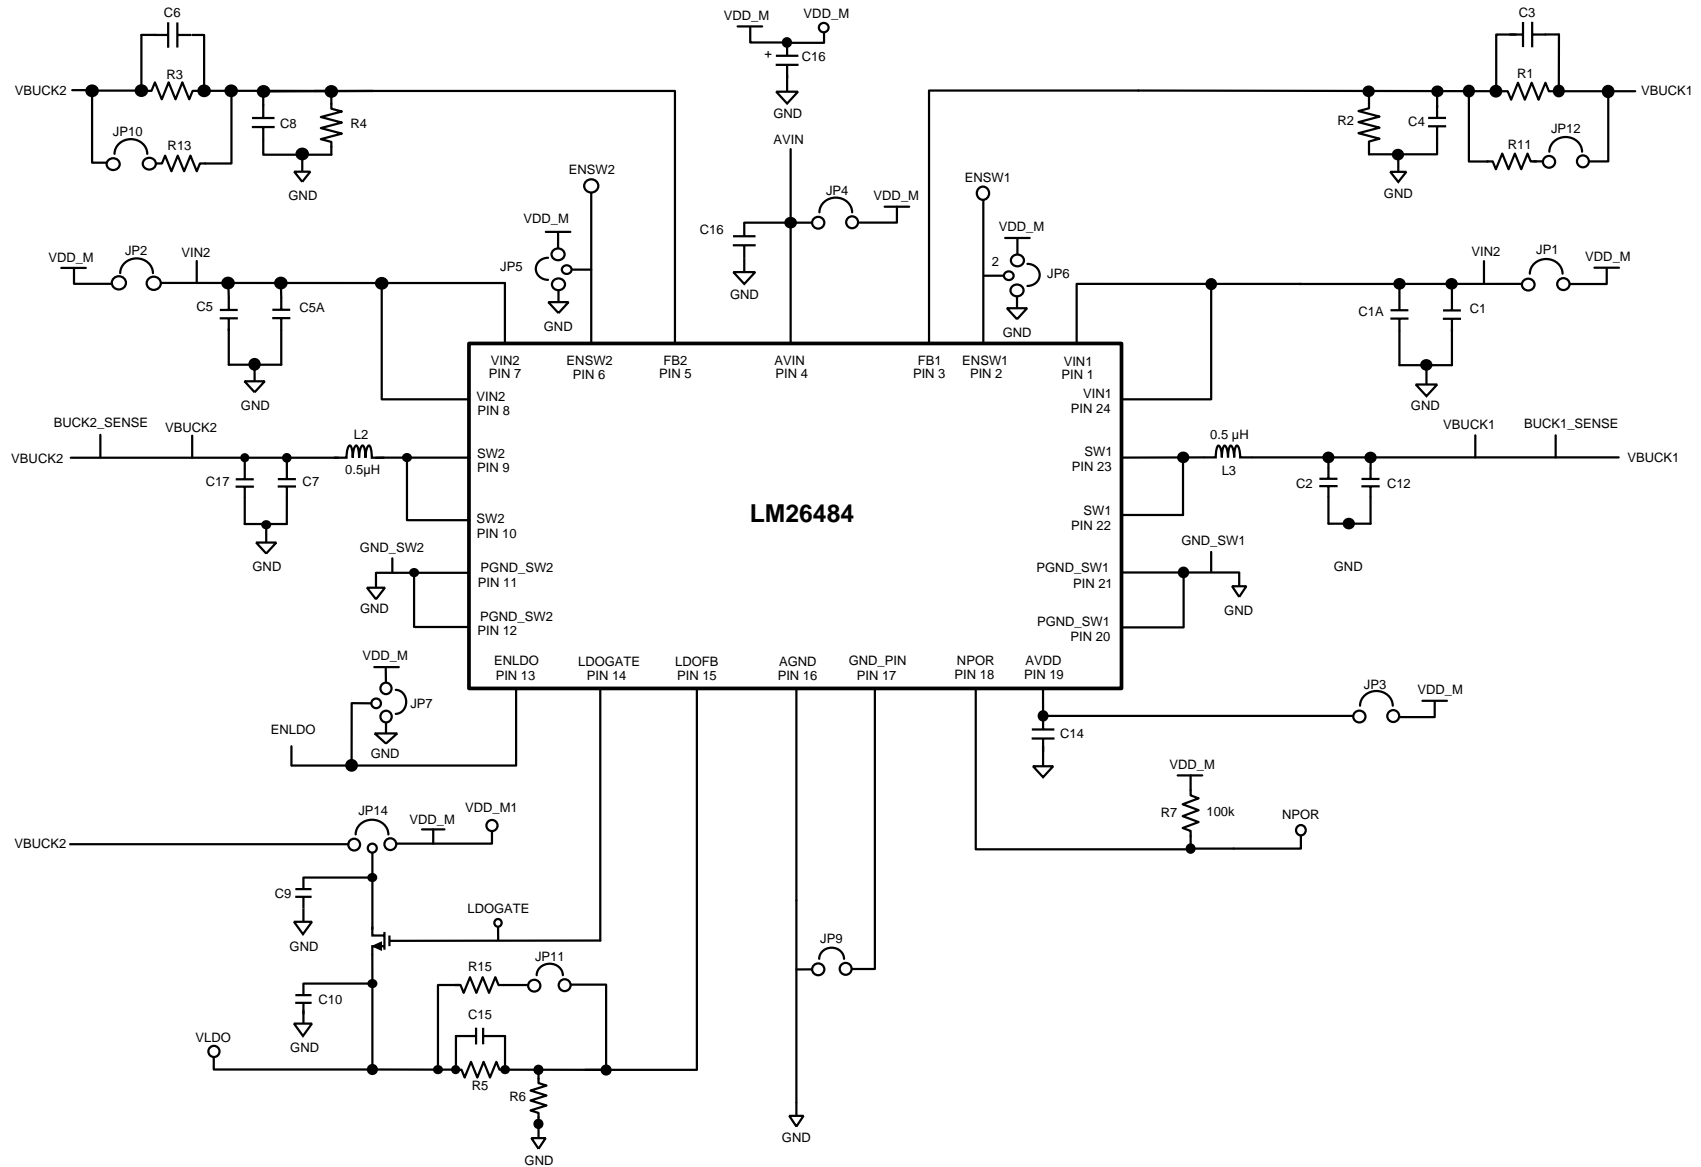 C6
VDD_M
VDD_M
C3
+
C16
VBUCK2
R3
R1
VBUCK1
GND
C8
R4
R2
C4
JP10
R13
AVIN
R11
JP12
GND
GND
ENSW2
ENSW1
JP4
VDD_M
VDD_M
VDD_M
C16
JP5
2
JP6
VDD_M
JP2
VIN2
VIN2
JP1
VDD_M
GND
GND
GND
C5
C5A
C1A
C1
GND
GND
VIN2
PIN 7
ENSW2
PIN 6
FB2
PIN 5
AVIN
PIN 4
FB1
PIN 3
ENSW1
PIN 2
VIN1
PIN 1
VIN2
PIN 8
VIN1
PIN 24
BUCK2_SENSE
VBUCK2
VBUCK1
BUCK1_SENSE
VBUCK2
L2
0.5µH
SW2
PIN 9
SW1
PIN 23
0.5 µH
L3
VBUCK1
C17
C7
C2
C12
LM26484
SW2
PIN 10
SW1
PIN 22
GND
GND
GND_SW2
GND_SW1
PGND_SW2
PIN 11
PGND_SW1
PIN 21
GND
GND
PGND_SW2
PIN 12
PGND_SW1
PIN 20
VDD_M
ENLDO
PIN 13
LDOGATE
PIN 14
LDOFB
PIN 15
AGND
PIN 16
GND_PIN
PIN 17
NPOR
PIN 18
AVDD
PIN 19
JP7
JP3
VDD_M
ENLDO
GND
C14
VDD_M
JP14
VDD_M
VDD_M1
R7
100k
NPOR
VBUCK2
C9
LDOGATE
GND
JP9
R15
JP11
C10
C15
GND
VLDO
R5
R6
GND
GND